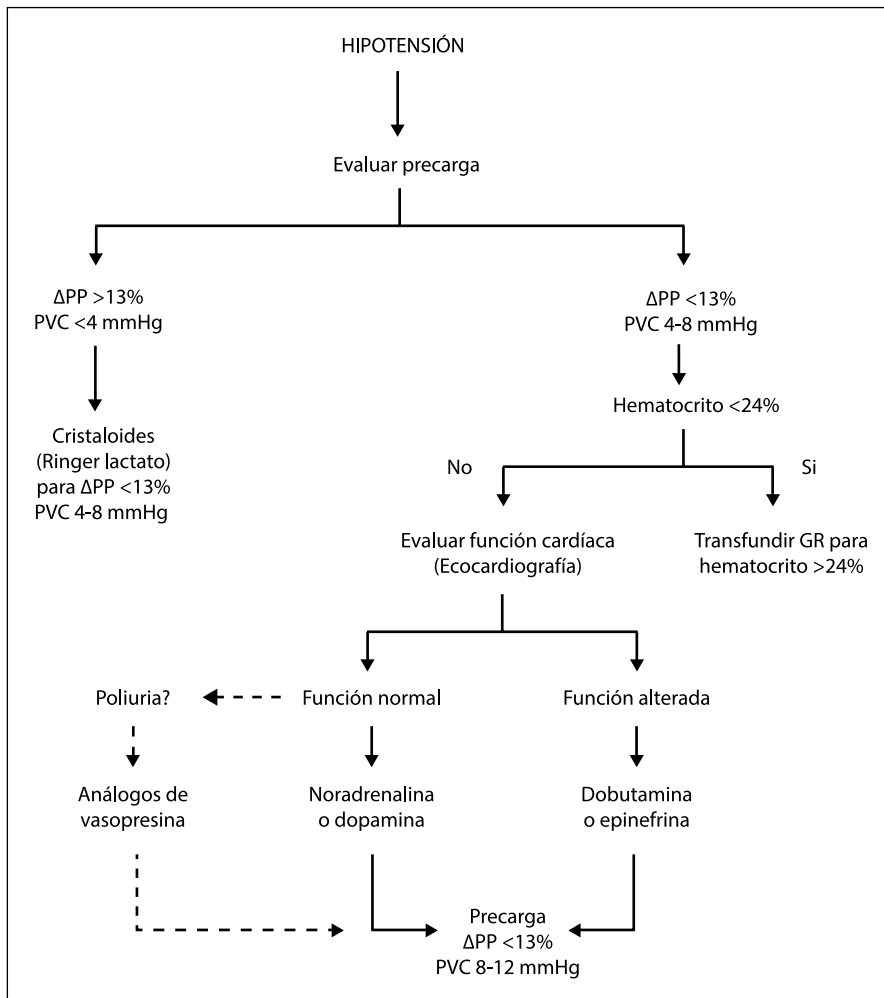 HIPOTENSIÓN
Evaluar precarga
ΔPP >13%
PVC <4 mmHg
ΔPP <13%
PVC 4-8 mmHg
Cristaloides
(Ringer lactato)
para ΔPP <13%
PVC 4-8 mmHg
Hematocrito <24%
No
Si
Evaluar función cardíaca
(Ecocardiografía)
Transfundir GR para
hematocrito >24%
Poliuria?
Función normal
Función alterada
Análogos de
vasopresina
Noradrenalina
o dopamina
Dobutamina
o epinefrina
Precarga
ΔPP <13%
PVC 8-12 mmHg